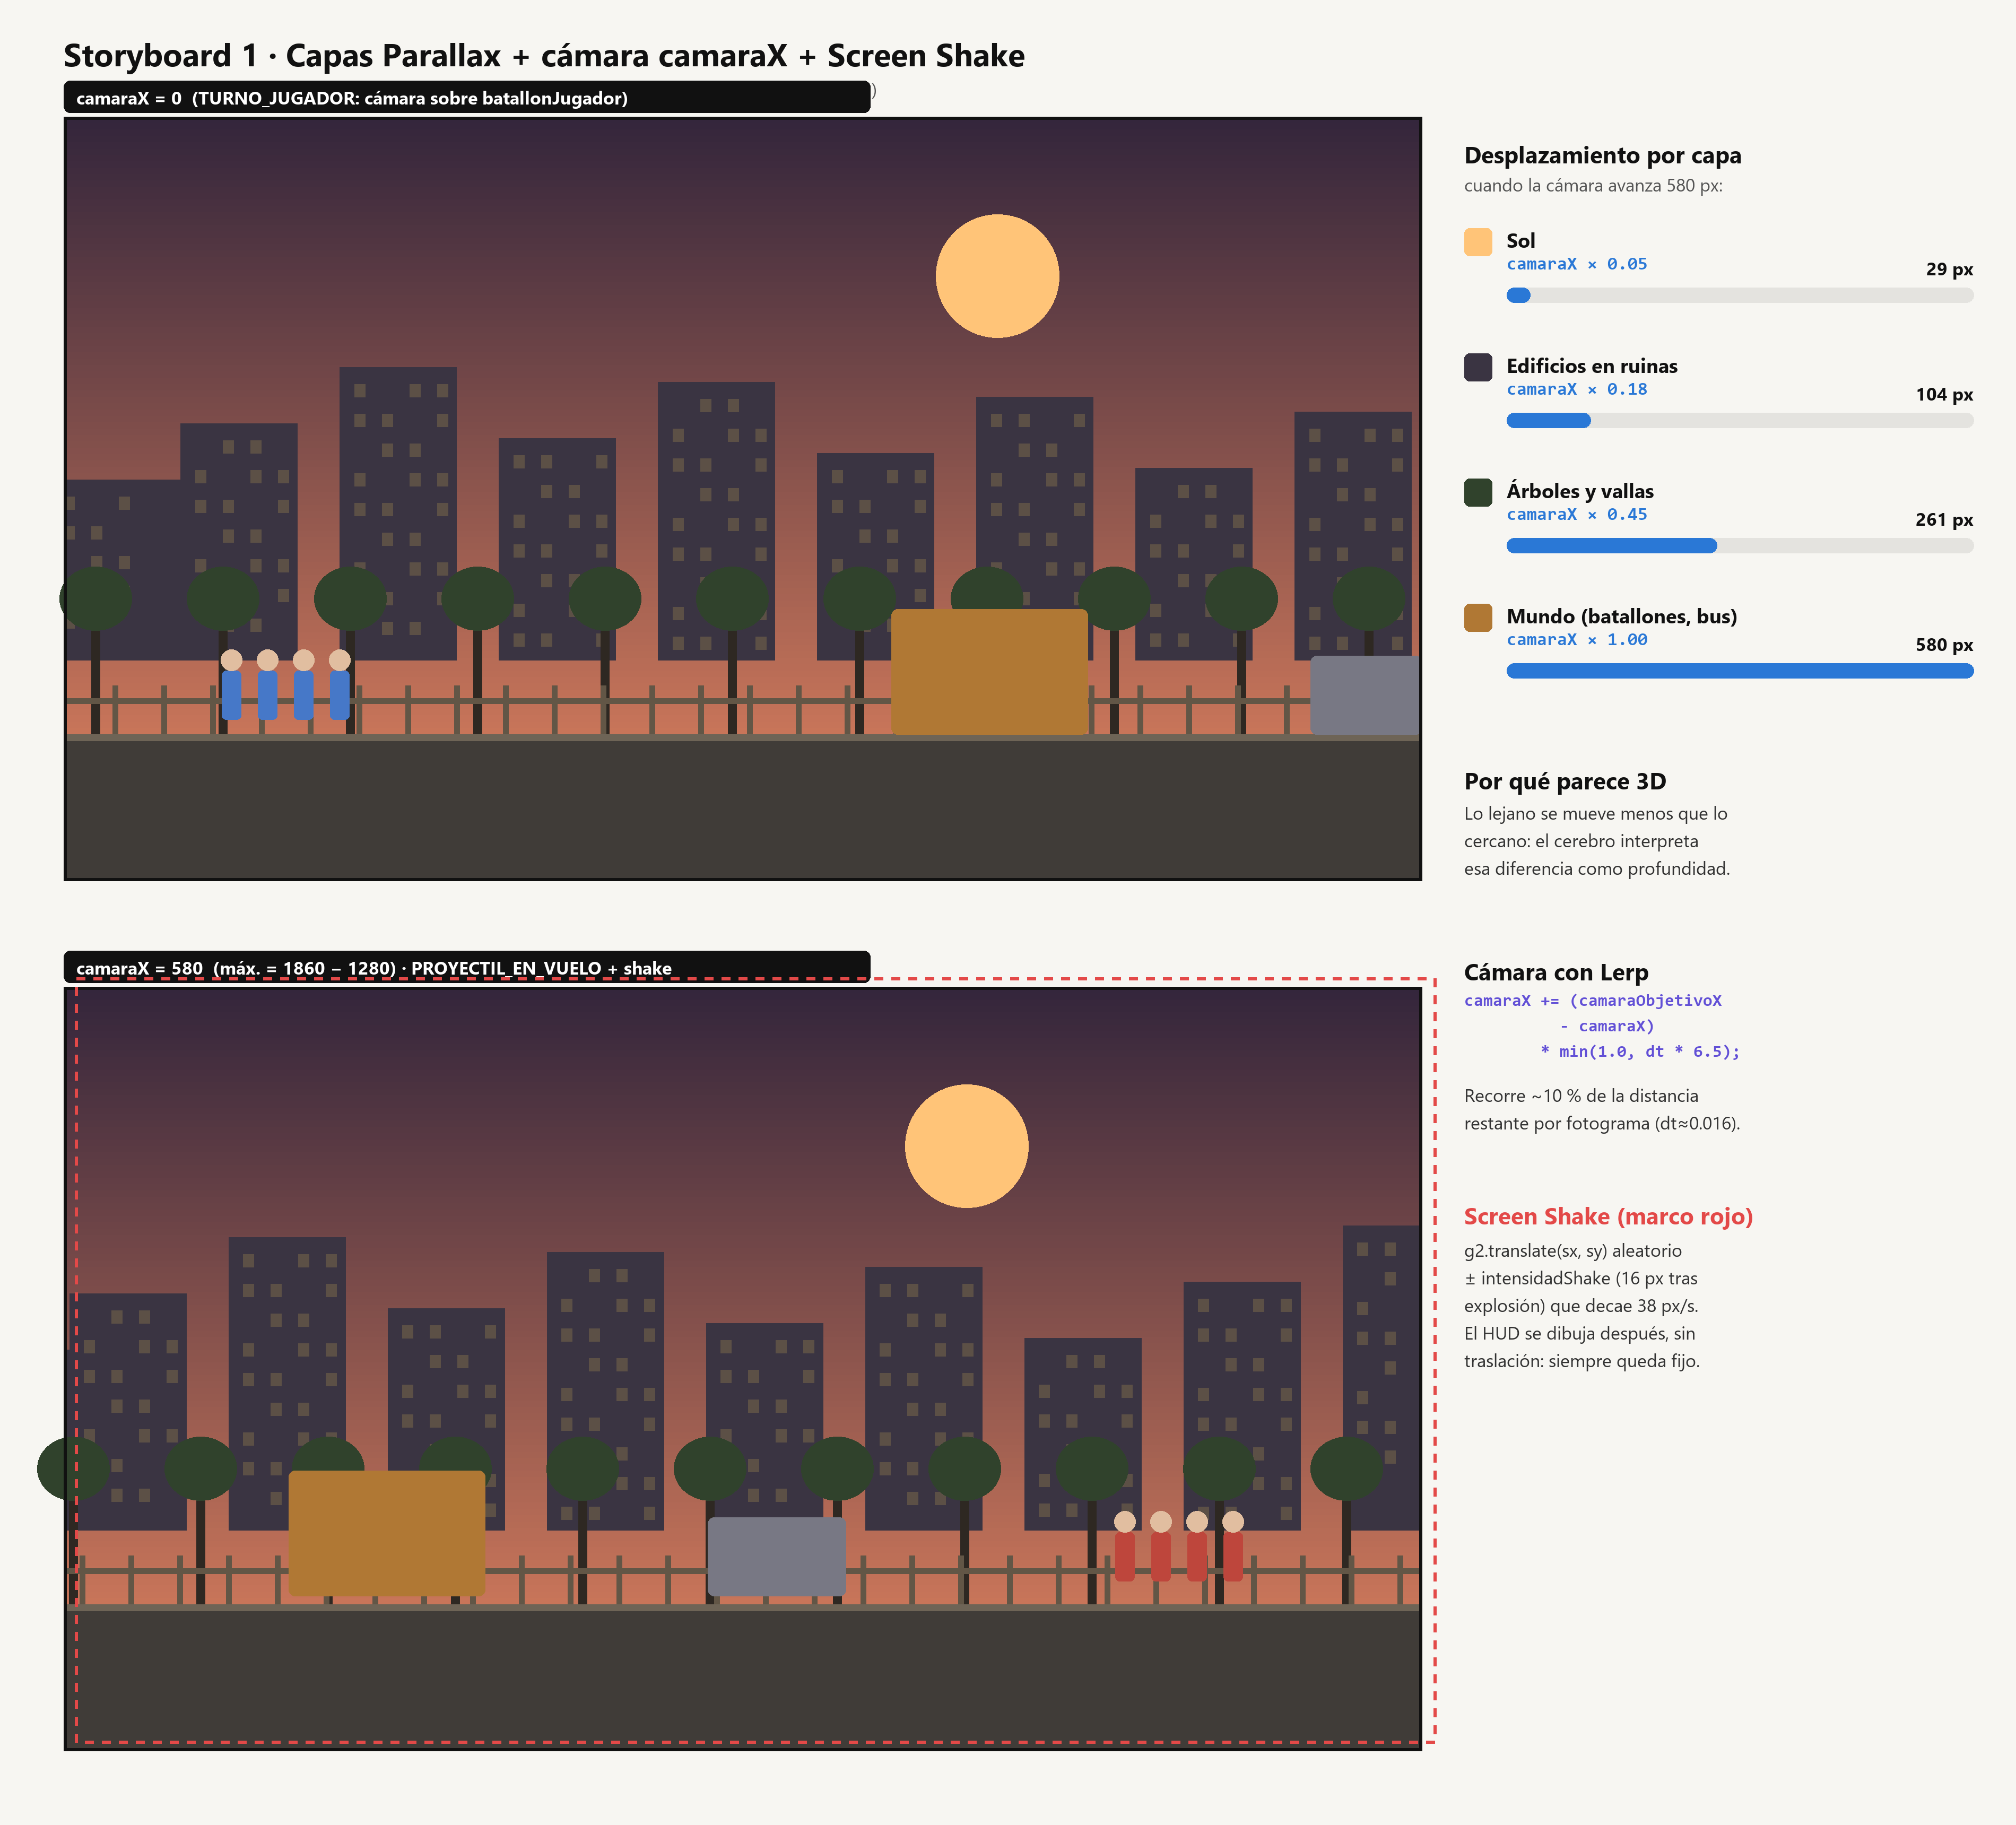 Storyboard 1 · Capas Parallax + cámara camaraX + Screen Shake
camaraX = 0 (TURNO_JUGADOR: cámara sobre batallonJugador)
)
Desplazamiento por capa
cuando la cámara avanza 580 px:
Sol
camaraX × 0.05
29 px
Edificios en ruinas
camaraX × 0.18
104 px
Árboles y vallas
camaraX × 0.45
261 px
Mundo (batallones, bus)
camaraX × 1.00
580 px
Por qué parece 3D
Lo lejano se mueve menos que lo
cercano: el cerebro interpreta
esa diferencia como profundidad.
camaraX = 580 (máx. = 1860 − 1280) · PROYECTIL_EN_VUELO + shake
Cámara con Lerp
camaraX += (camaraObjetivoX
- camaraX)
* min(1.0, dt * 6.5);
Recorre ~10 % de la distancia
restante por fotograma (dt≈0.016).
Screen Shake (marco rojo)
g2.translate(sx, sy) aleatorio
± intensidadShake (16 px tras
explosión) que decae 38 px/s.
El HUD se dibuja después, sin
traslación: siempre queda fijo.